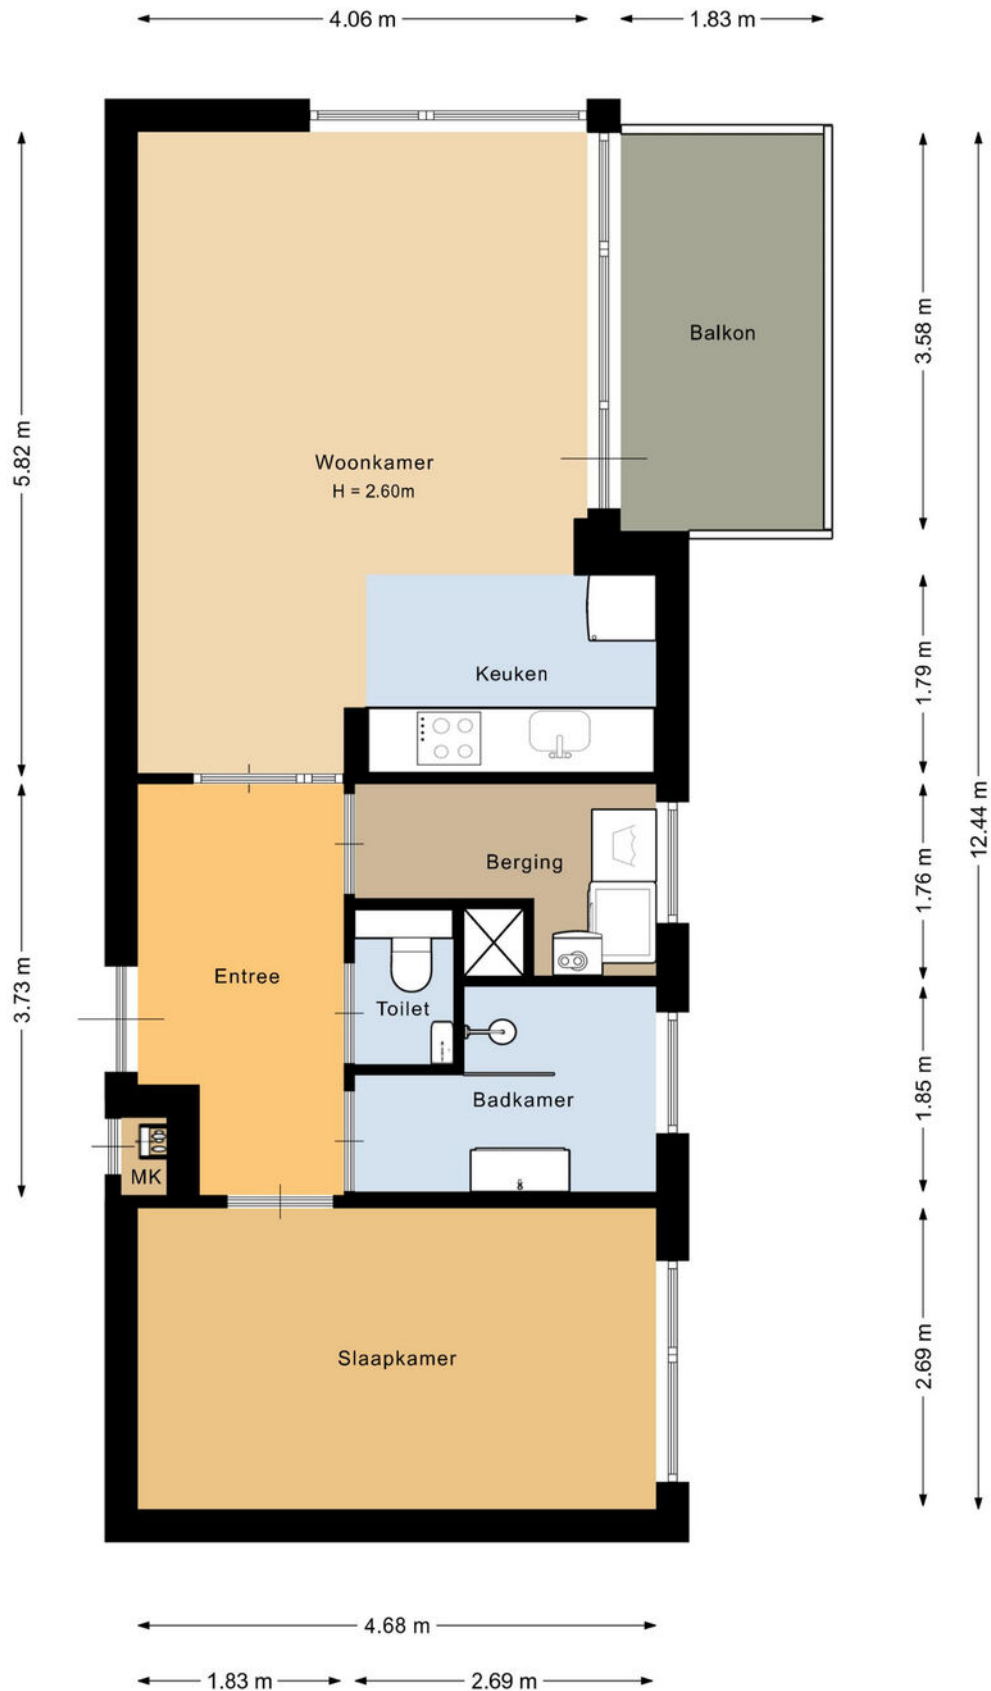 4.06 m
1.83 m
5.82 m
3.58 m
Balkon
Woonkamer
H = 2.60m
Keuken
1.79 m
12.44 m
Berging
1.76 m
Entree
3.73 m
Toilet
Badkamer
1.85 m
MK
Slaapkamer
2.69 m
4.68 m
1.83 m
2.69 m